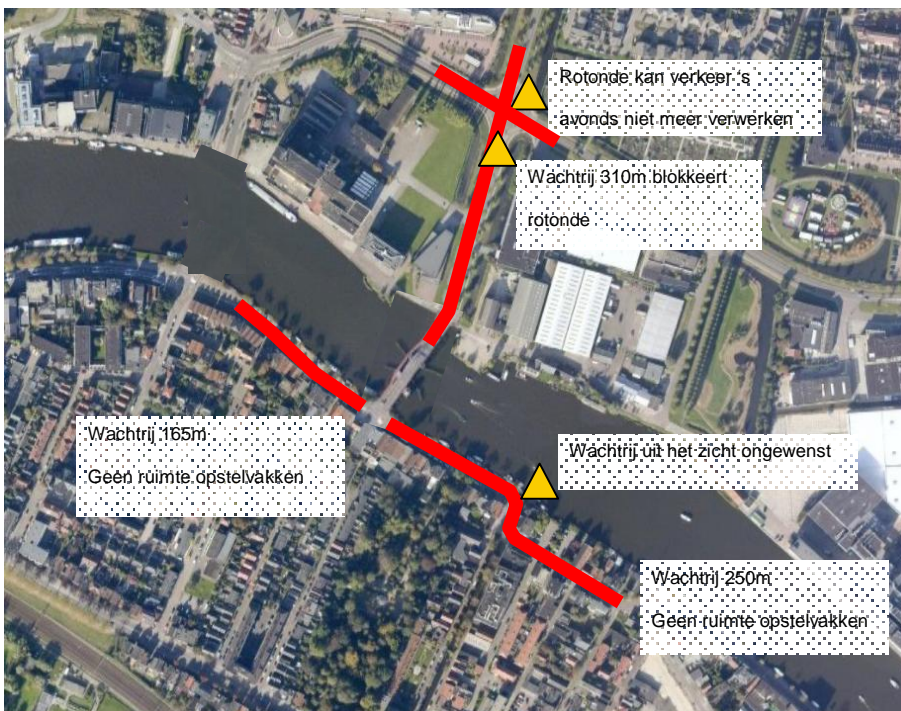 Rotonde kan verkeer 's
avonds niet meer verwerken
Wachtrij 310m blokkeert
rotonde
Wachtrij 165m
Geen ruimte opstelvakken
Wachtrij uit het zicht ongewenst
Wachtrij 250m
Geen ruimte opstelvakken